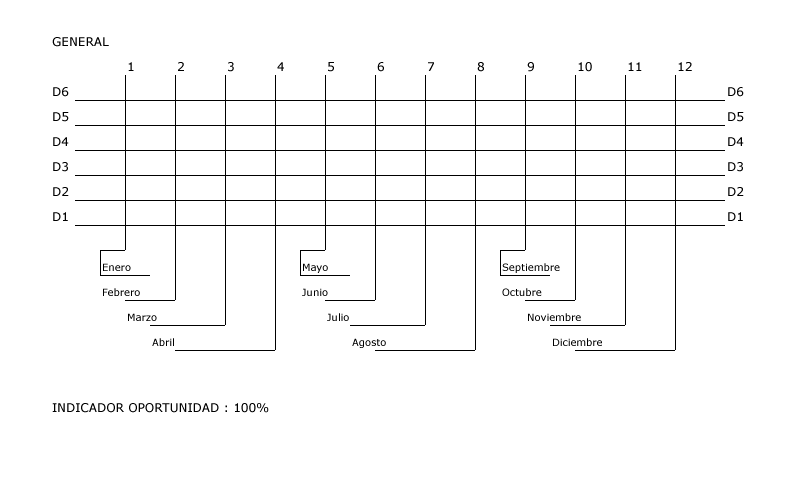 GENERAL
1 2 3 4 5 6 7 8 9 10 11 12
D6 D6
D5 D5
D4 D4
D3 D3
D2 D2
D1 D1
Enero Mayo Septiembre
Febrero Junio Octubre
Marzo Julio Noviembre
Abril Agosto Diciembre
INDICADOR OPORTUNIDAD : 100%